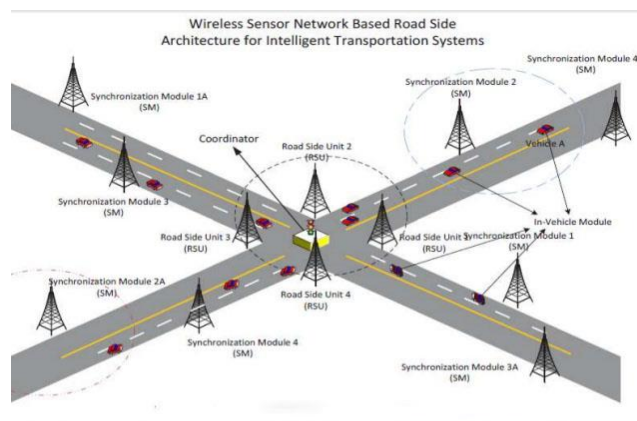 Wireless Sensor Network Based Road Side
Architecture for Intelligent Transportation Systems
Synchronization Module 4
(SM)
Synchronization Module 2
(SM)
Synchronization Module 1A
(SM)
Coordinator
Road Side Unit 2
(RSU)
Vehicle A
Synchronization Module 3
(SM)
In-Vehicle Module
Road Side Unit 3
(RSU)
Road Side Unit
(RSU)
Synchronization Module 1
(SM)
Synchronization Module 2A
(SM)
Road Side Unit 4
(RSU)
Synchronization Module 4
(SM)
Synchronization Module 3A
(SM)